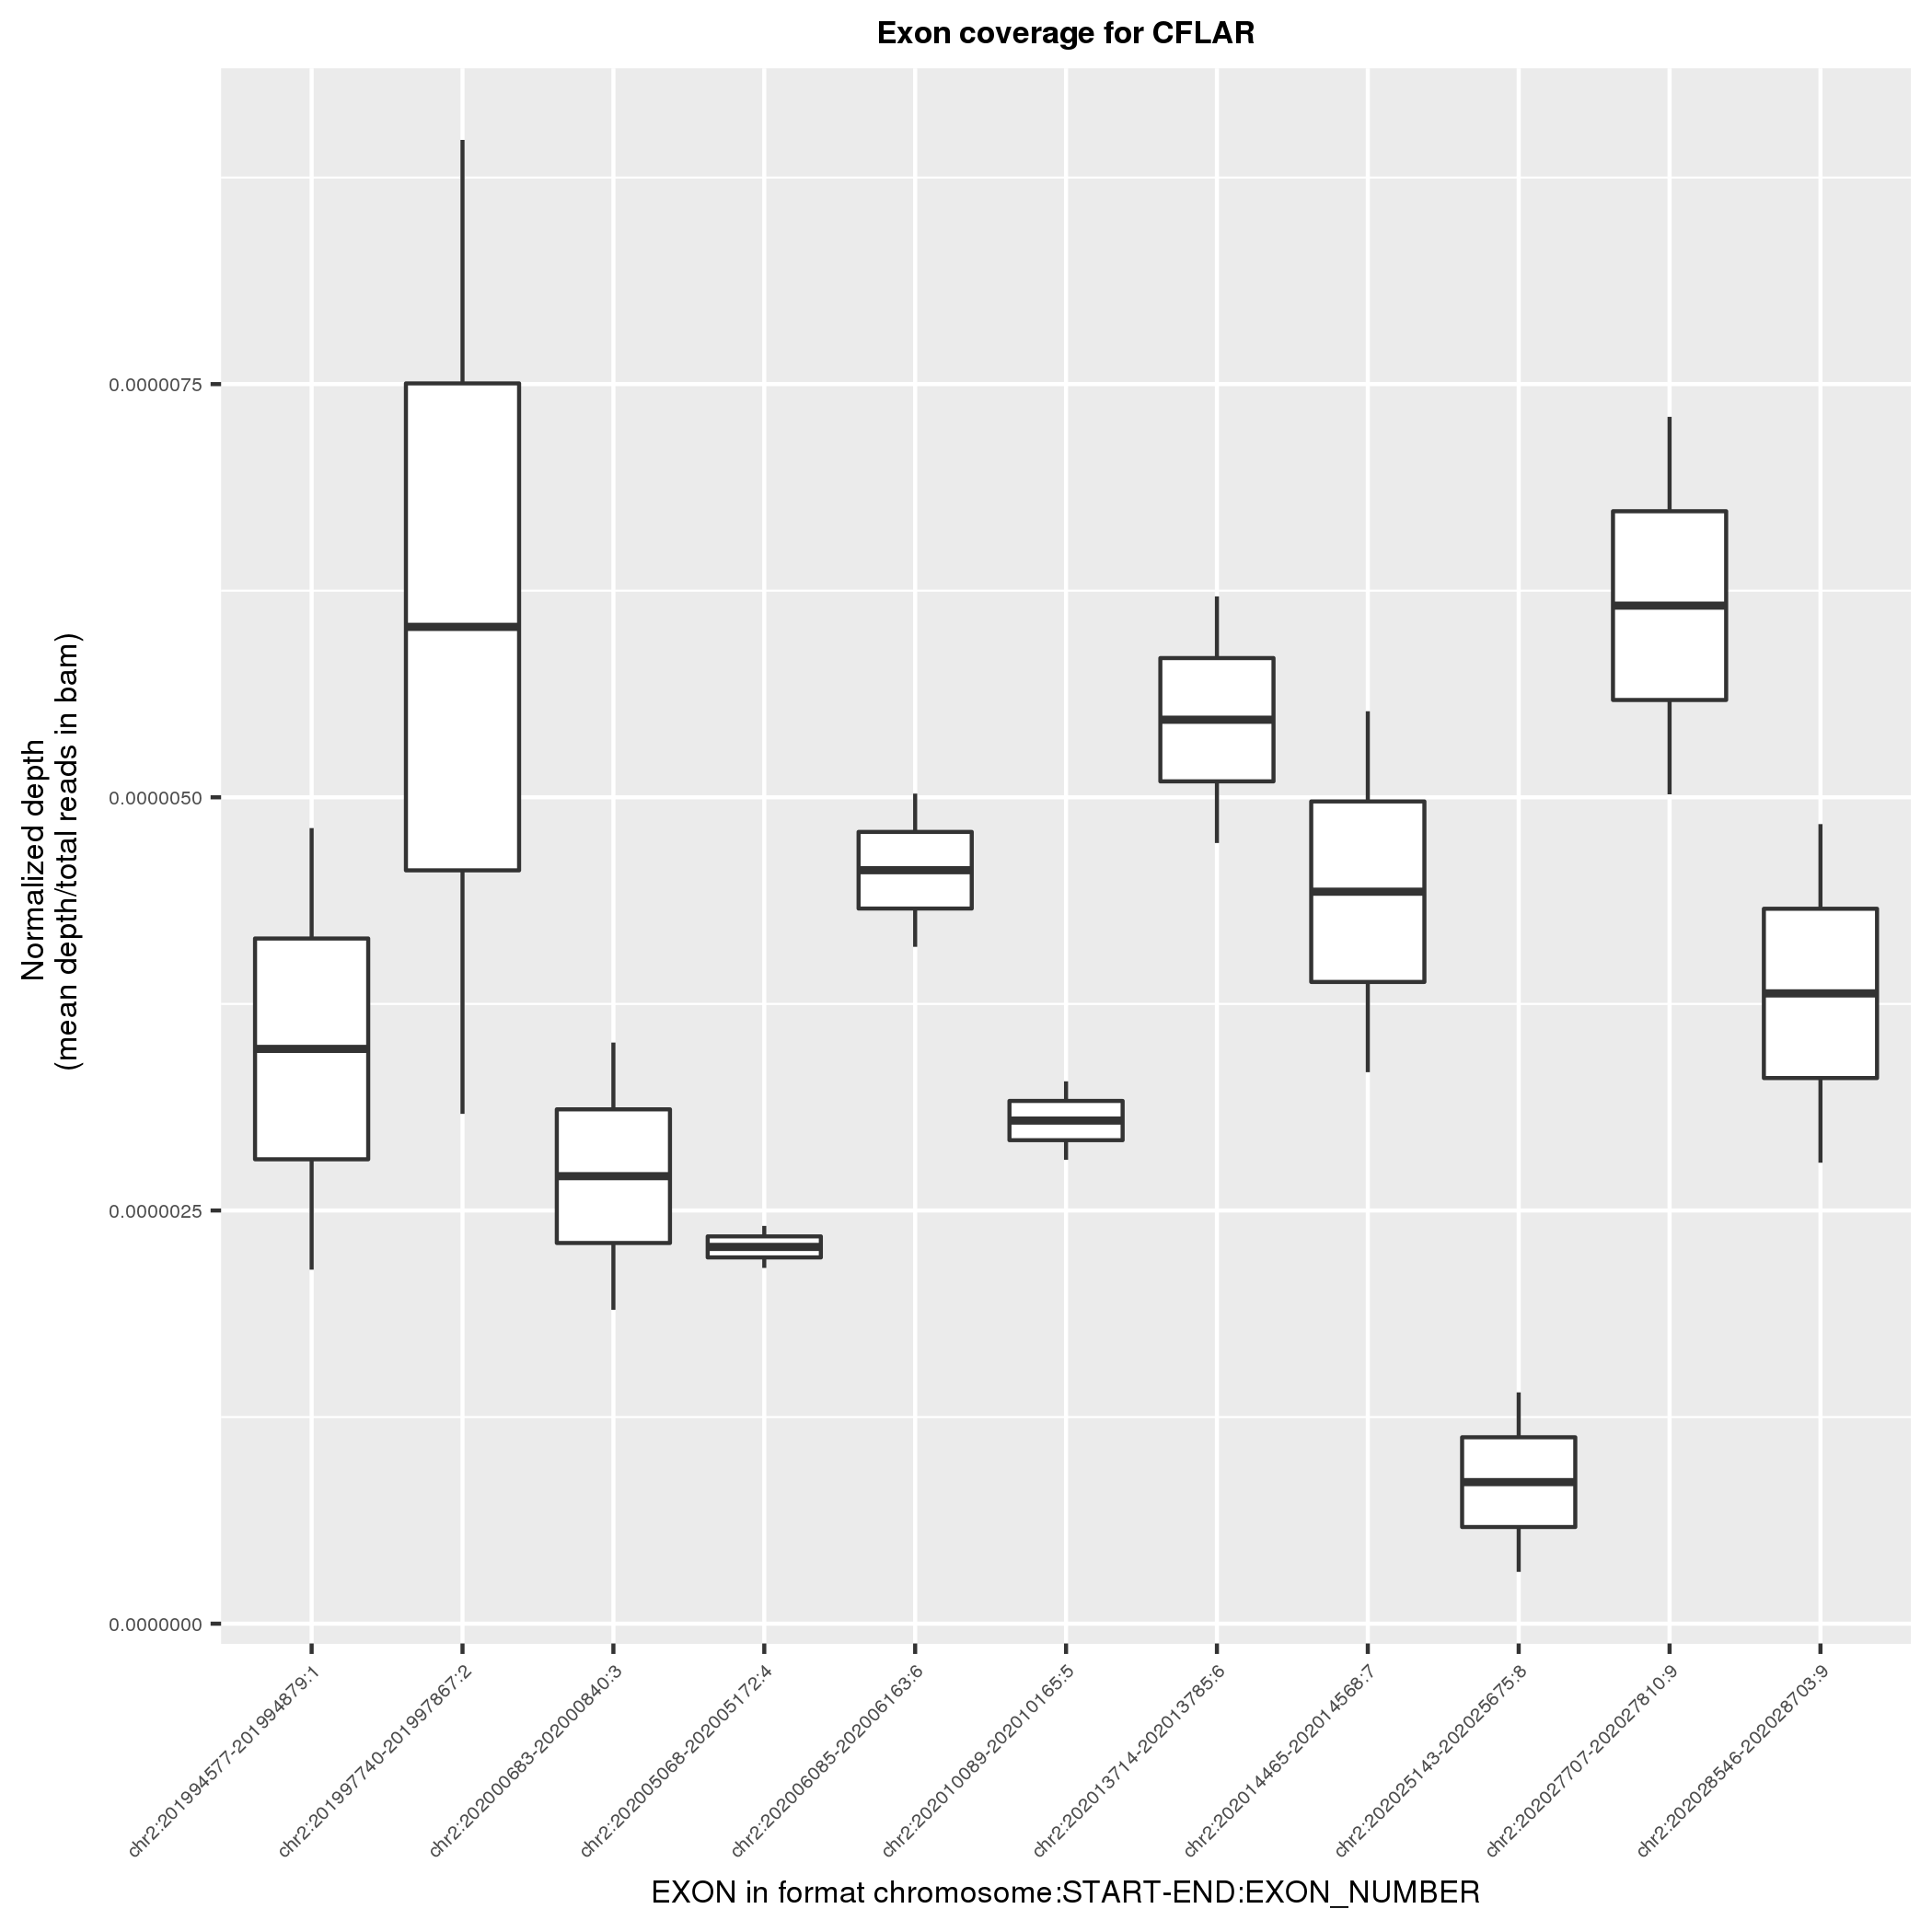 Exon coverage for CFLAR
Normalized depth
(mean depth/total reads in bam)
0.0000075
0.0000050
0.0000025
0.0000000
chr2:201994577-201994879:1
chr2:201997740-201997867:2
chr2:202000683-202000840:3
chr2:202005068-202005172:4
chr2:202006085-202006163:6
chr2:202010089-202010165:5
chr2:202013714-202013785:6
chr2:202014465-202014568:7
chr2:202025143-202025675:8
chr2:202027707-202027810:9
chr2:202028546-202028703:9
EXON in format chromosome:START-END:EXON_NUMBER